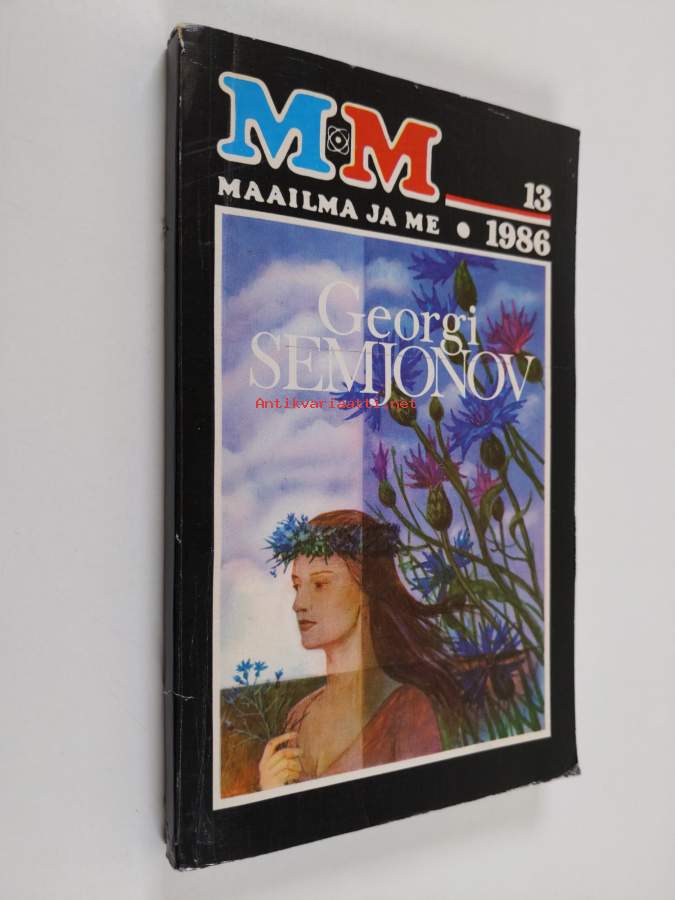 M M
13
MAAILMA JA ME • 1986
Georgi
SEMJONOV
Antikvariaatti.net